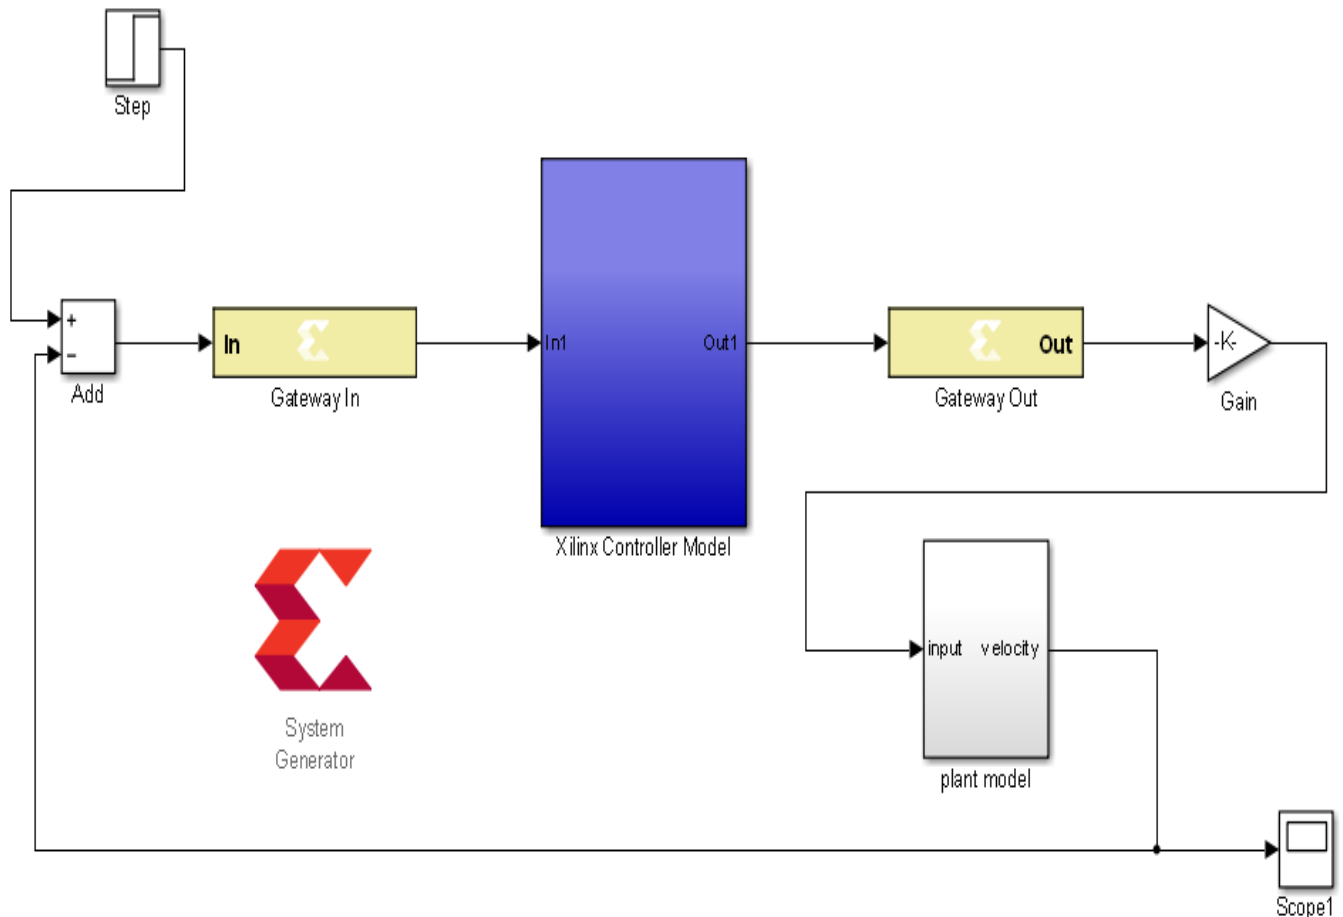 Step
+
−
Add
In
Gateway In
In1
Out1
Xilinx Controller Model
Out
Gateway Out
-K-
Gain
System
Generator
input
velocity
plant model
Scope1